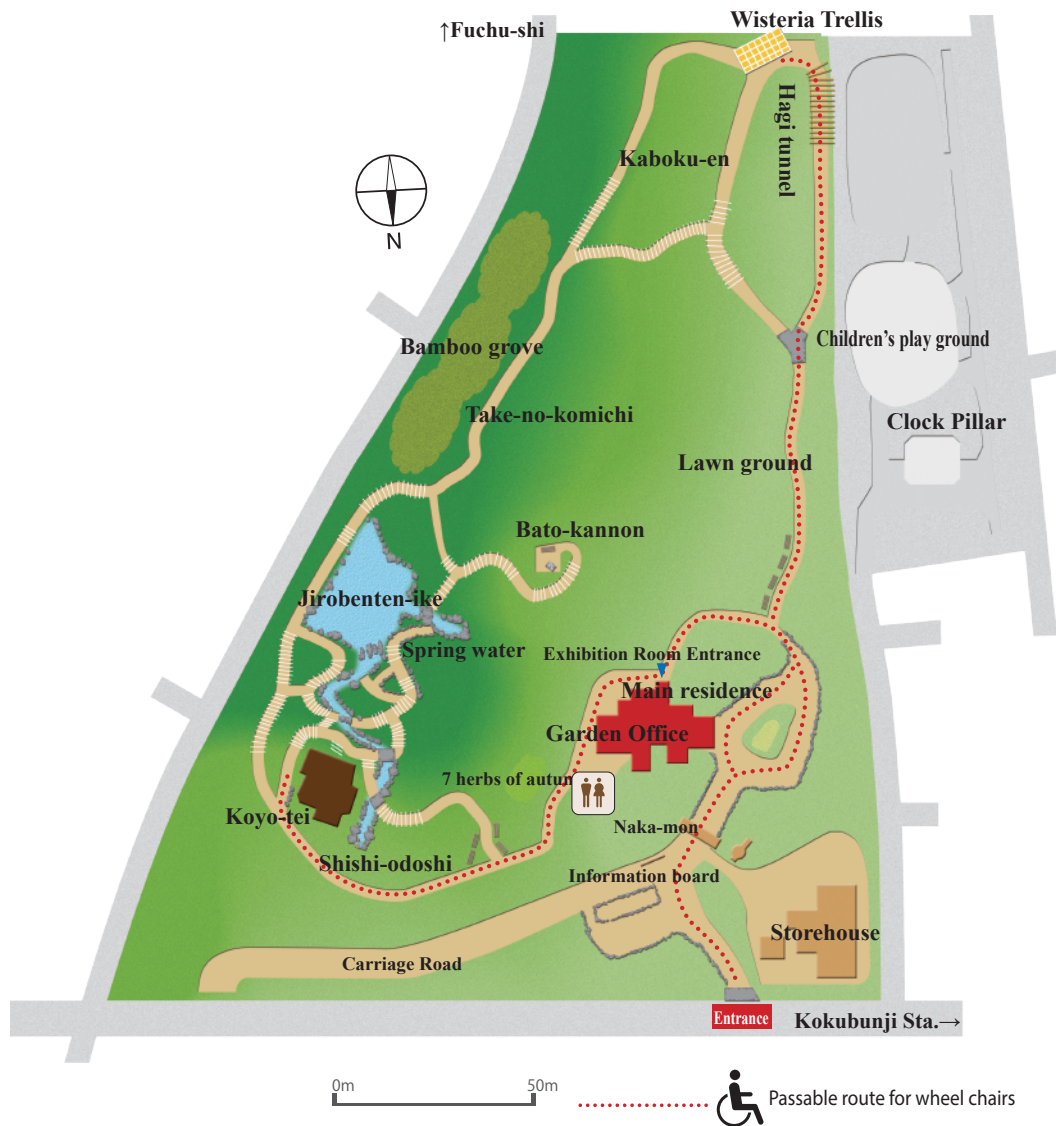 Wisteria Trellis
↑Fuchu-shi
Hagi tunnel
Kaboku-en
N
Children's play ground
Bamboo grove
Take-no-komichi
Clock Pillar
Lawn ground
Bato-kannon
Jirobenten-ike
Spring water
Exhibition Room Entrance
Main residence
Garden Office
7 herbs of autum
Koyo-tei
Naka-mon
Shishi-odoshi
Information board
Storehouse
Carriage Road
Entrance
Kokubunji Sta.→
0m
50m
Passable route for wheel chairs